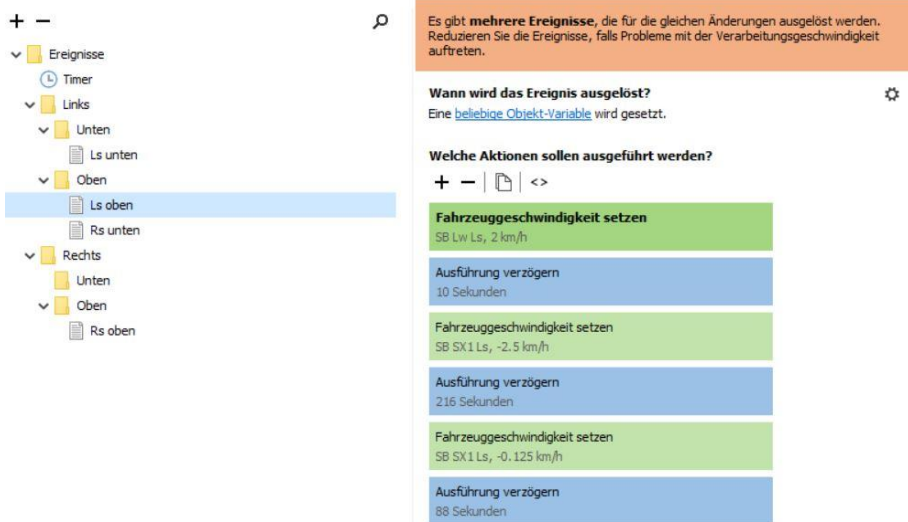 Ereignisse
Timer
Links
Unten
Ls unten
Oben
Ls oben
Rs unten
Rechts
Unten
Oben
Rs oben
Es gibt mehrere Ereignisse, die für die gleichen Änderungen ausgelöst werden.
Reduzieren Sie die Ereignisse, falls Probleme mit der Verarbeitungsgeschwindigkeit
auftreten.
Wann wird das Ereignis ausgelöst?
Eine beliebige Objekt-Variable wird gesetzt.
Welche Aktionen sollen ausgeführt werden?
Fahrzeuggeschwindigkeit setzen
SB Lw Ls, 2 km/h
Ausführung verzögern
10 Sekunden
Fahrzeuggeschwindigkeit setzen
SB SX1 Ls, -2.5 km/h
Ausführung verzögern
216 Sekunden
Fahrzeuggeschwindigkeit setzen
SB SX1 Ls, -0.125 km/h
Ausführung verzögern
88 Sekunden